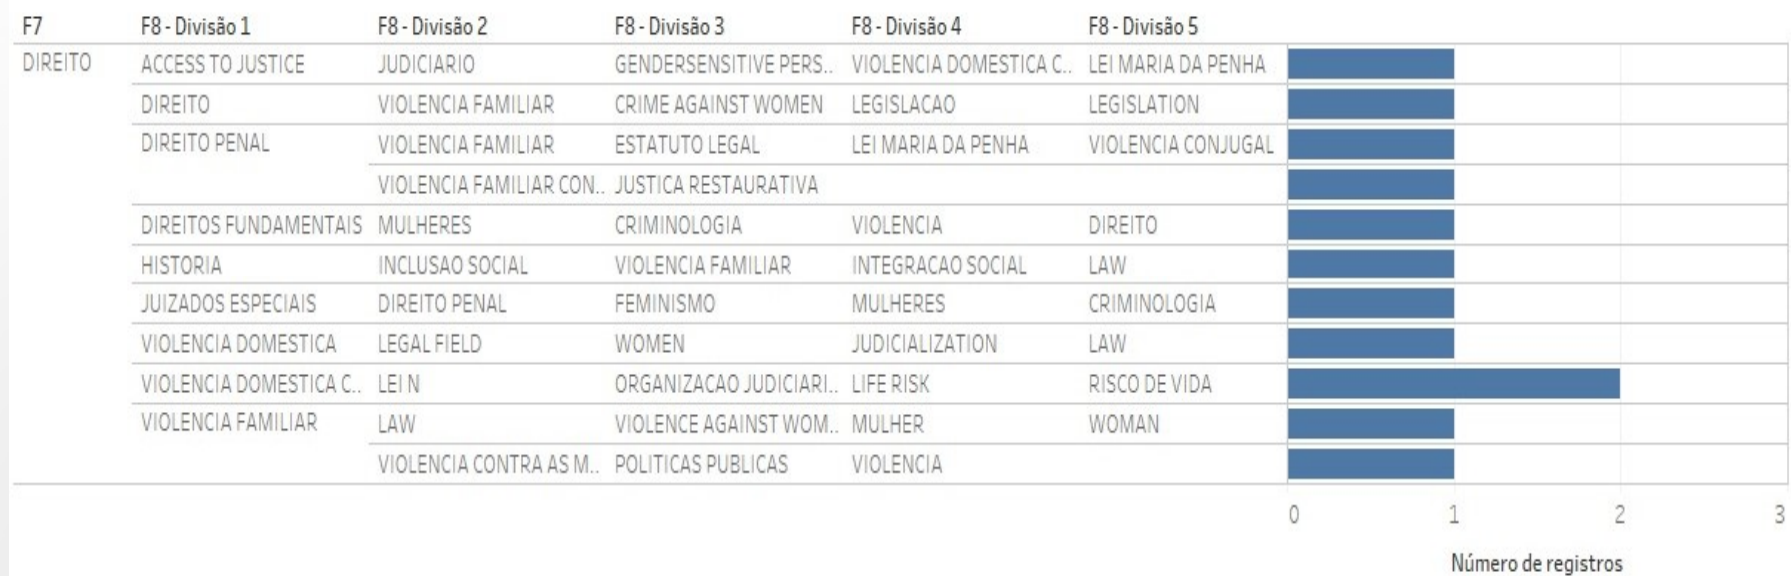 F7 F8 - Divisão 1 F8 - Divisão 2 F8 - Divisão 3 F8 - Divisão 4 F8 - Divisão 5
DIREITO ACCESS TO JUSTICE JUDICIARIO GENDERSENSITIVE PERS.. VIOLENCIA DOMESTICA C.. LEI MARIA DA PENHA
DIREITO VIOLENCIA FAMILIAR CRIME AGAINST WOMEN LEGISLACAO LEGISLATION
DIREITO PENAL VIOLENCIA FAMILIAR ESTATUTO LEGAL LEI MARIA DA PENHA VIOLENCIA CONJUGAL
VIOLENCIA FAMILIAR CON.. JUSTICA RESTAURATIVA
DIREITOS FUNDAMENTAIS MULHERES CRIMINOLOGIA VIOLENCIA DIREITO
HISTORIA INCLUSAO SOCIAL VIOLENCIA FAMILIAR INTEGRACAO SOCIAL LAW
JUIZADOS ESPECIAIS DIREITO PENAL FEMINISMO MULHERES CRIMINOLOGIA
VIOLENCIA DOMESTICA LEGAL FIELD WOMEN JUDICIALIZATION LAW
VIOLENCIA DOMESTICA C.. LEI N ORGANIZACAO JUDICIARI.. LIFE RISK RISCO DE VIDA
VIOLENCIA FAMILIAR LAW VIOLENCE AGAINST WOM.. MULHER WOMAN
VIOLENCIA CONTRA AS M.. POLITICAS PUBLICAS VIOLENCIA
0 1 2 3
Número de registros